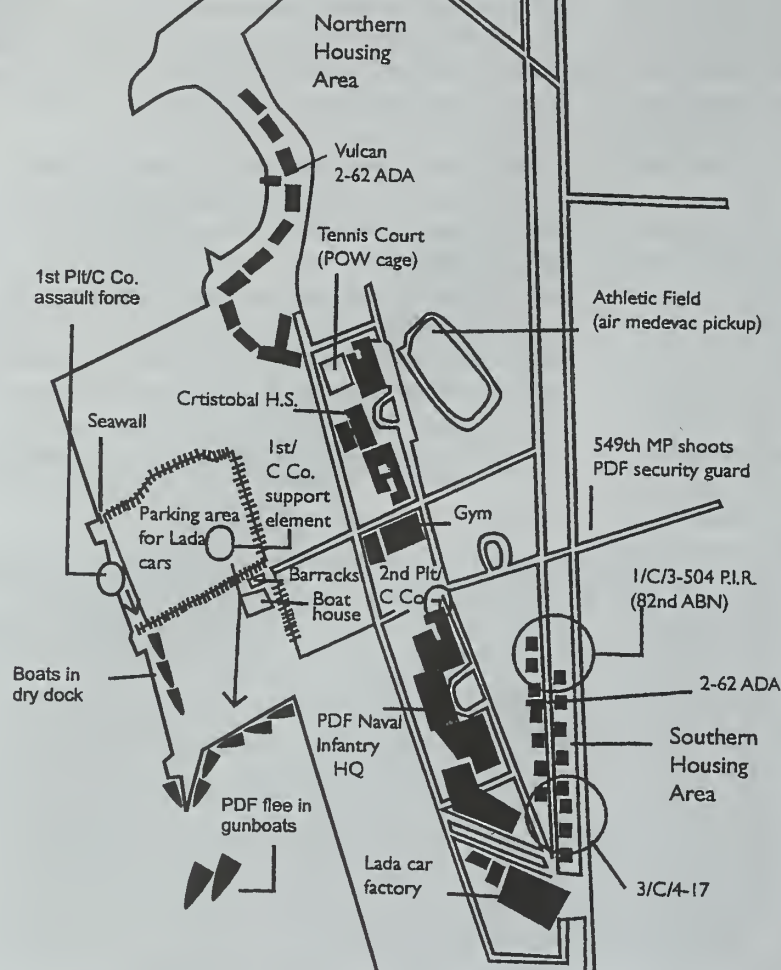 Northern
Housing
Area
Vulcan
2-62 ADA
Tennis Court
(POW cage)
1st Plt/C Co.
assault force
Athletic Field
(air medevac pickup)
Crtistobal H.S.
Seawall
1st/
C Co.
support
element
549th MP shoots
PDF security guard
Parking area
for Lada
cars
Gym
Barracks
Boat
house
2nd Plt/
C Co
1/C/3-504 P.I.R.
(82nd ABN)
Boats in
dry dock
2-62 ADA
PDF Naval
Infantry
HQ
Southern
Housing
Area
PDF flee in
gunboats
Lada car
factory
3/C/4-17